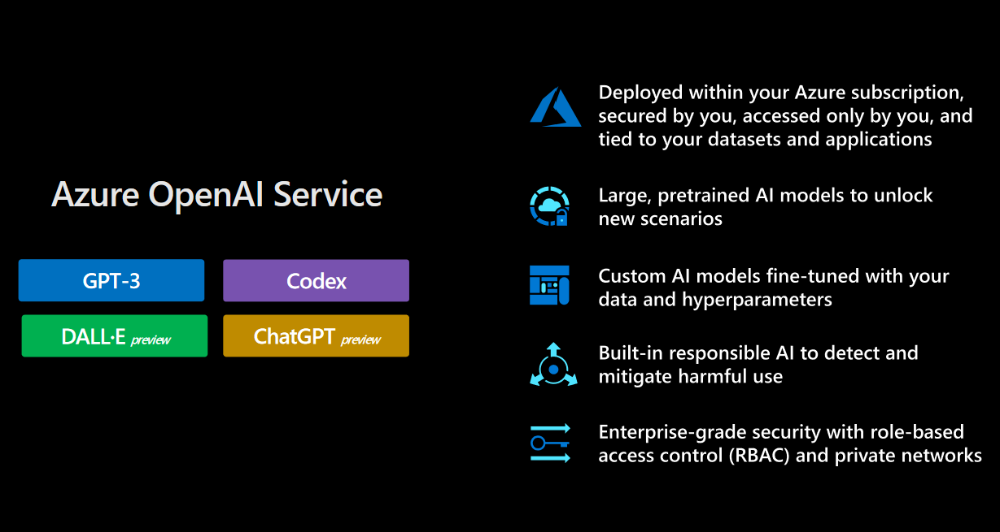 Azure OpenAI Service
GPT-3
Codex
DALL·E preview
ChatGPT preview
Deployed within your Azure subscription,
secured by you, accessed only by you, and
tied to your datasets and applications
Large, pretrained AI models to unlock
new scenarios
Custom AI models fine-tuned with your
data and hyperparameters
Built-in responsible AI to detect and
mitigate harmful use
Enterprise-grade security with role-based
access control (RBAC) and private networks